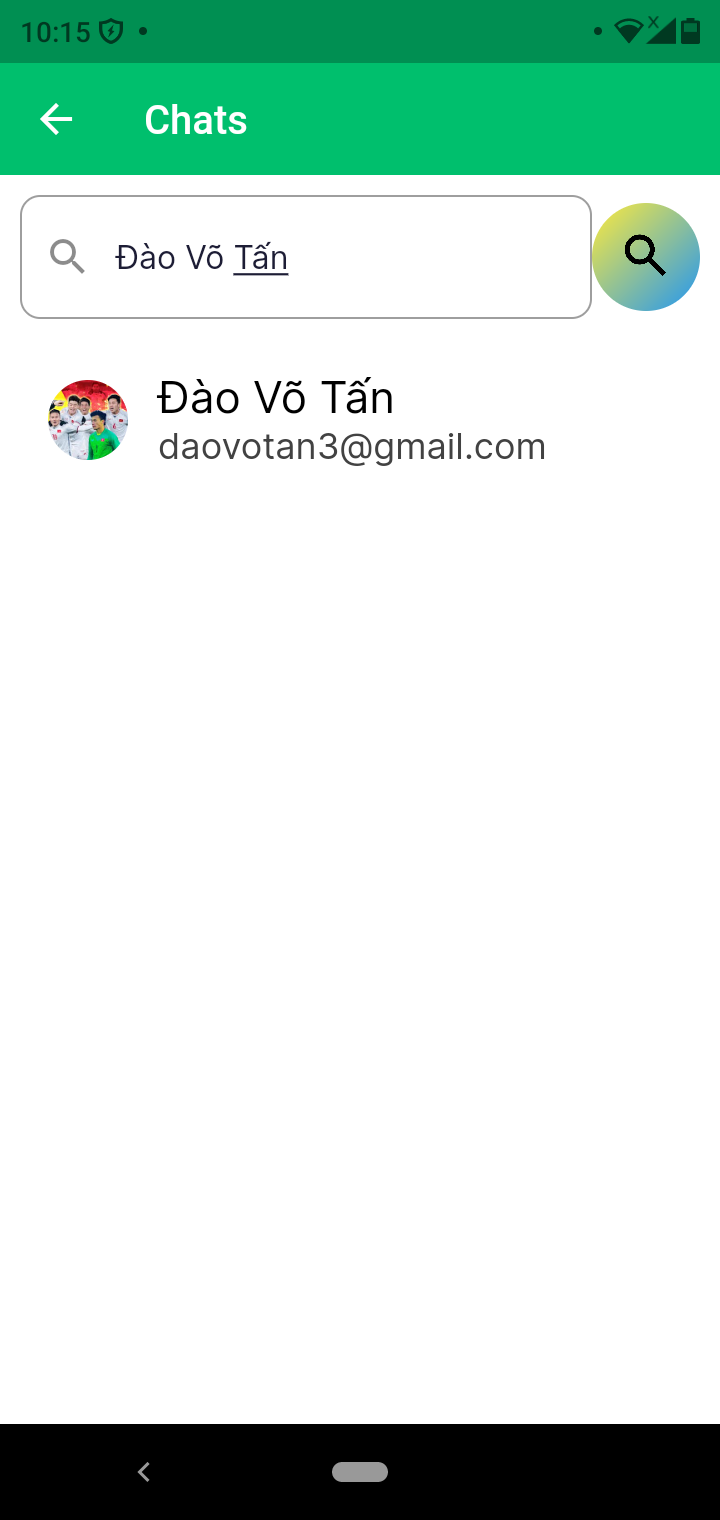 10:15
Chats
Đào Võ Tấn
Đào Võ Tấn
daovotan3@gmail.com